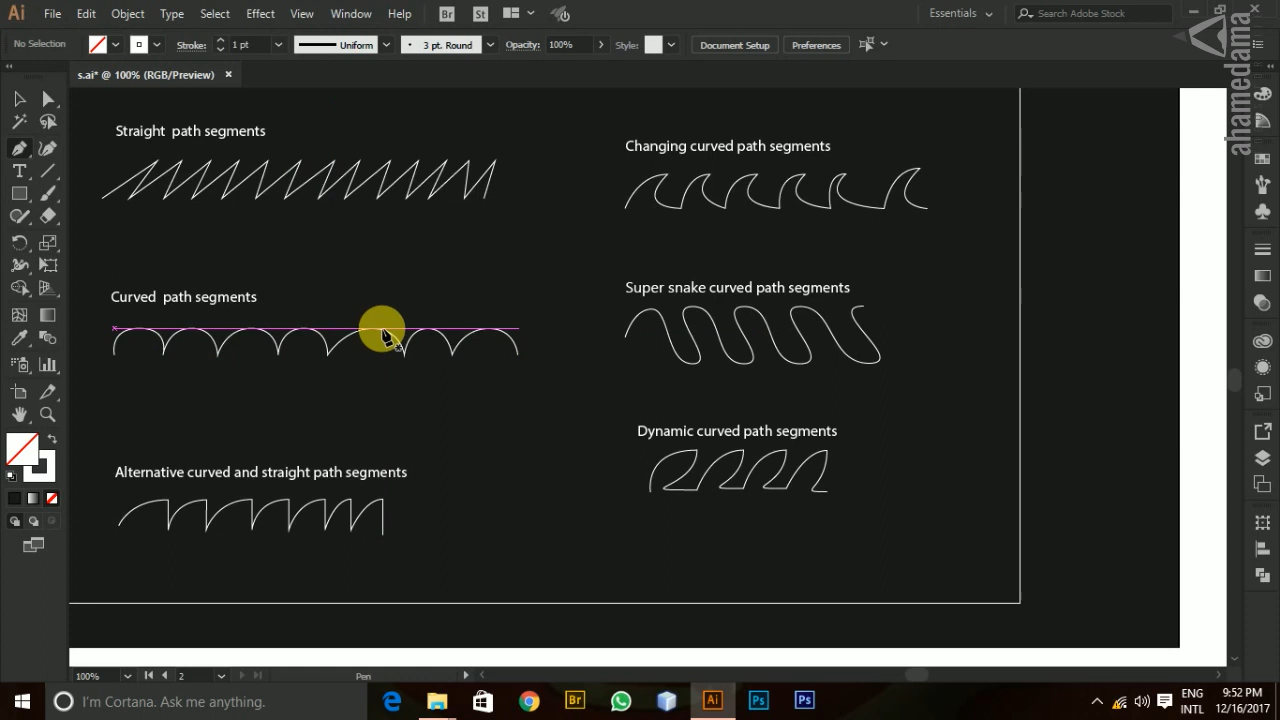 Ai File Edit Object Type Select Effect View Window Help Br St Essentials Search Adobe Stock
No Selection Stroke: 1 pt Uniform 3 pt. Round Opacity: 100% Style: Document Setup Preferences
s.ai* @ 100% (RGB/Preview)
ahamedama
Straight path segments
Changing curved path segments
Curved path segments
Super snake curved path segments
Dynamic curved path segments
Alternative curved and straight path segments
100% 2 Pen
I'm Cortana. Ask me anything. Br Ai Ps Ps ENG 9:52 PM
INTL 12/16/2017